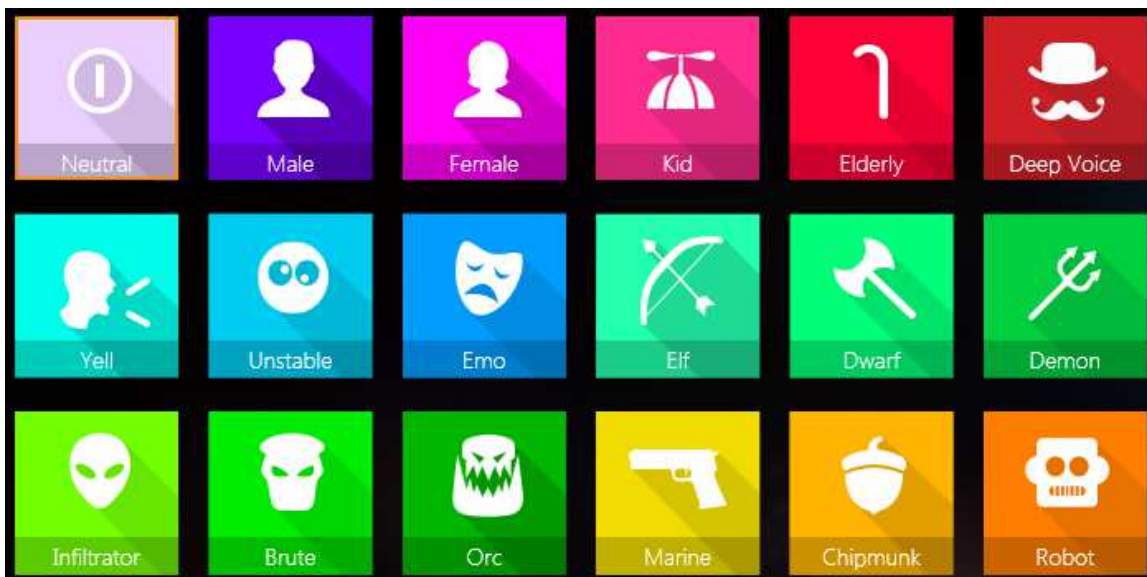 Neutral
Male
Female
Kid
Elderly
Deep Voice
Yell
Unstable
Emo
Elf
Dwarf
Demon
Infiltrator
Brute
Orc
Marine
Chipmunk
Robot